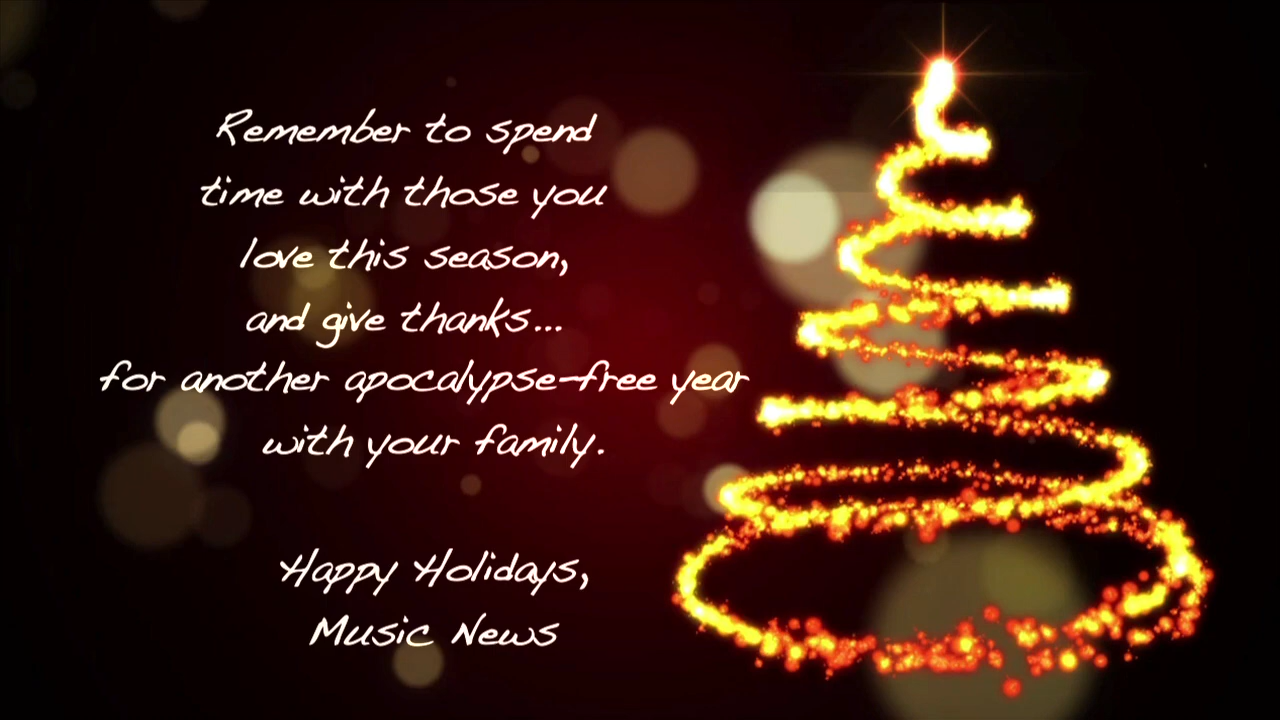 Remember to spend
time with those you
love this season,
and give thanks...
for another apocalypse-free year
with your family.
Happy Holidays,
Music News